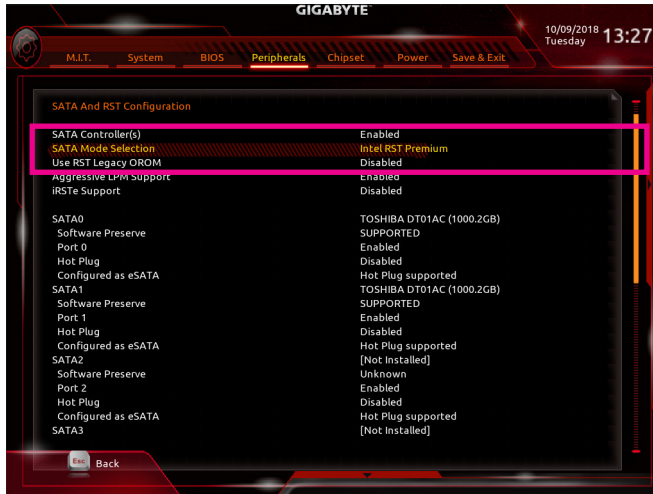 GIGABYTE™
10/09/2018 13:27
Tuesday
M.I.T. System BIOS Peripherals Chipset Power Save & Exit
SATA And RST Configuration
SATA Controller(s) Enabled
SATA Mode Selection Intel RST Premium
Use RST Legacy OROM Disabled
Aggressive LPM Support Enabled
iRSTe Support Disabled
SATA0 TOSHIBA DT01AC (1000.2GB)
Software Preserve SUPPORTED
Port 0 Enabled
Hot Plug Disabled
Configured as eSATA Hot Plug supported
SATA1 TOSHIBA DT01AC (1000.2GB)
Software Preserve SUPPORTED
Port 1 Enabled
Hot Plug Disabled
Configured as eSATA Hot Plug supported
SATA2 [Not Installed]
Software Preserve Unknown
Port 2 Enabled
Hot Plug Disabled
Configured as eSATA Hot Plug supported
SATA3 [Not Installed]
Esc Back